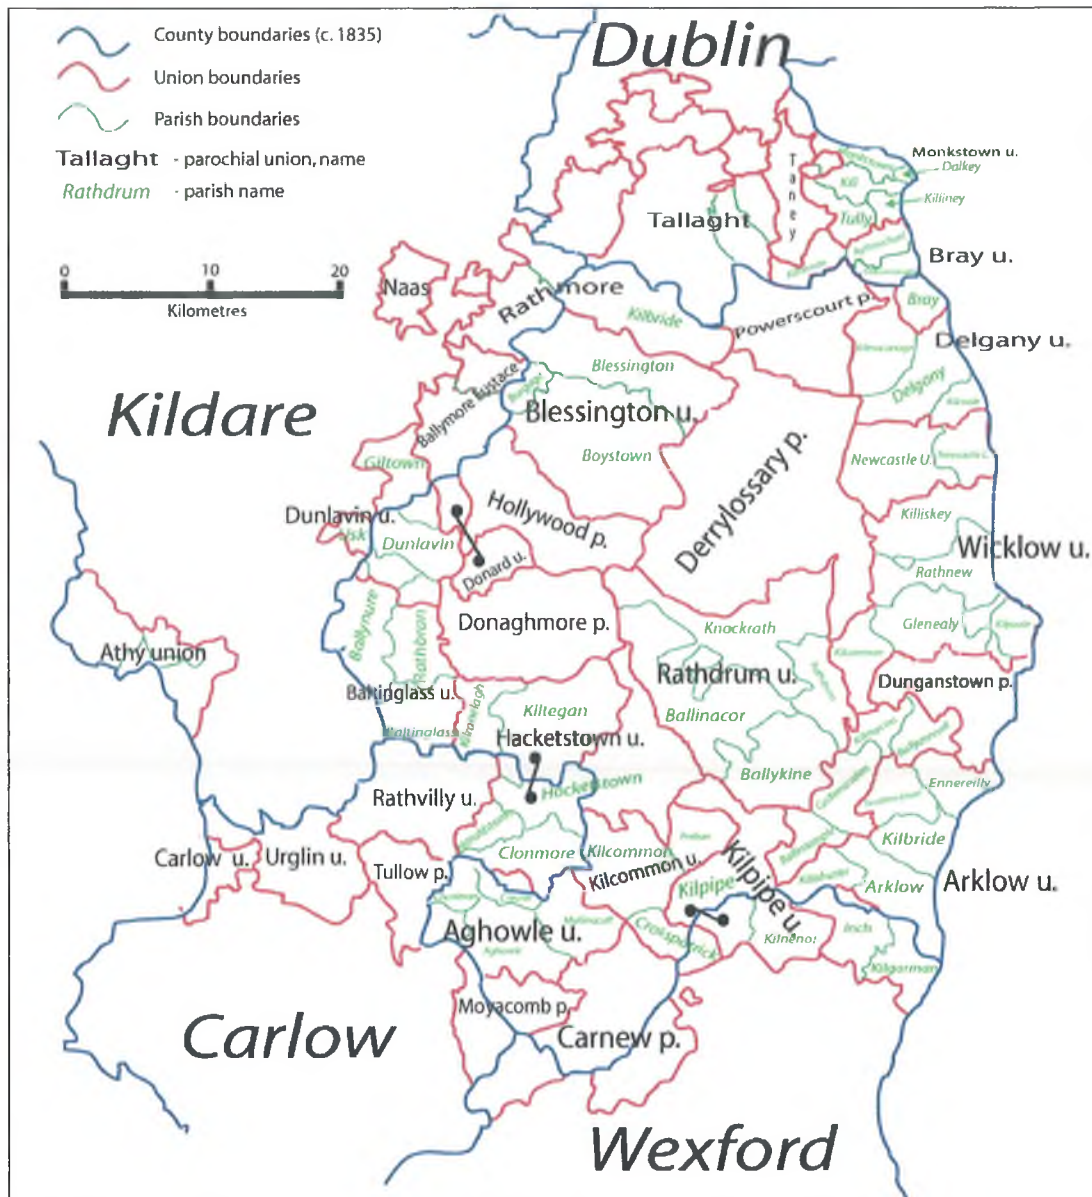 County boundaries (c. 1835)
Union boundaries
Parish boundaries
Tallaght - parochial union, name
Rathdrum - parish name
0 10 20
Kilometres
Dublin
Monkstown u.
Dalkey
Kill
Killiney
Taney
Tully
Tallaght
Bray u.
Naas
Rathmore
Kilbride
Powerscourt p.
Bray
Delgany u.
Kildare
Ballymore Eustace
Blessington
Blessington u.
Delgony
Giltown
Boystown
Newcastle U.
Derrylossary p.
Hollywood p.
Dunlavin u.
Usk
Dunlavin
Donard u.
Killiskey
Wicklow u.
Rathnew
Glenealy
Donaghmore p.
Knockrath
Athy union
Ballynure
Rathbran
Rathdrum u.
Dunganstown p.
Baltinglass u.
Baltinglass
Kilranelagh
Kiltegan
Ballinacor
Hacketstown u.
Ballykine
Ennereilly
Rathvilly u.
Hacketstown
Kilbride
Carlow u.
Urglin u.
Tullow p.
Clonmore
Kilcommon
Kilcommon u.
Kilpipe
Kilpipe u.
Arklow
Arklow u.
Aghowle u.
Crosspatrick
Kilnenor
Inch
Kilgorman
Moyacomb p.
Carlow
Carnew p.
Wexford